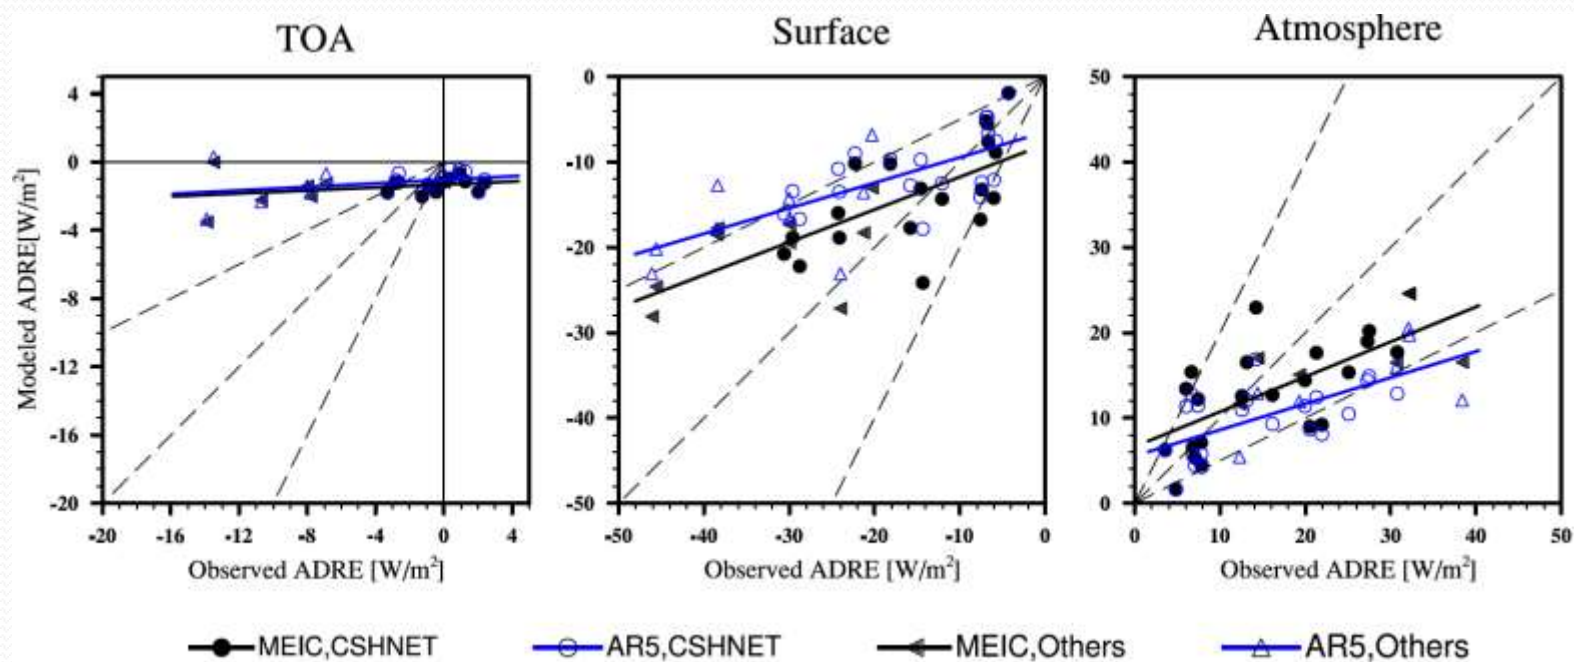 TOA
Surface
Atmosphere
Modeled ADRE[W/m²]
4
0
-4
-8
-12
-16
-20
-20 -16 -12 -8 -4 0 4
Observed ADRE [W/m²]
-0
-10
-20
-30
-40
-50
-50 -40 -30 -20 -10 0
Observed ADRE [W/m²]
50
40
30
20
10
0
0 10 20 30 40 50
Observed ADRE [W/m²]
MEIC,CSHNET AR5,CSHNET MEIC,Others AR5,Others